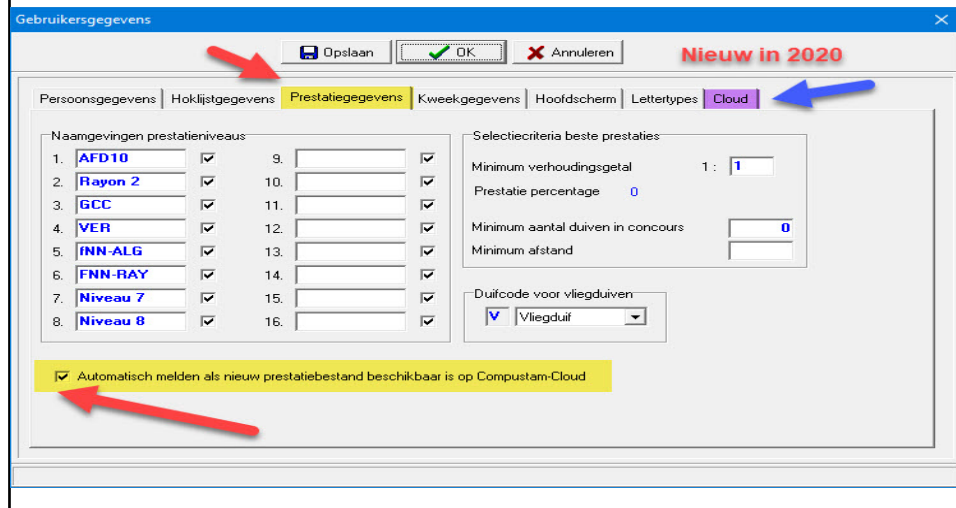 Gebruikersgegevens
Opslaan OK Annuleren Nieuw in 2020
Persoonsgegevens Hoklijstgegevens Prestatiegegevens Kweekgegevens Hoofdscherm Lettertypes Cloud
Naamgevingen prestatieniveaus
1. AFD10 9.
2. Rayon 2 10.
3. GCC 11.
4. VER 12.
5. fNN-ALG 13.
6. FNN-RAY 14.
7. Niveau 7 15.
8. Niveau 8 16.
Selectiecriteria beste prestaties
Minimum verhoudingsgetal 1 : 1
Prestatie percentage 0
Minimum aantal duiven in concours 0
Minimum afstand
Duifcode voor vliegduiven
V Vliegduif
Automatisch melden als nieuw prestatiebestand beschikbaar is op Compustam-Cloud